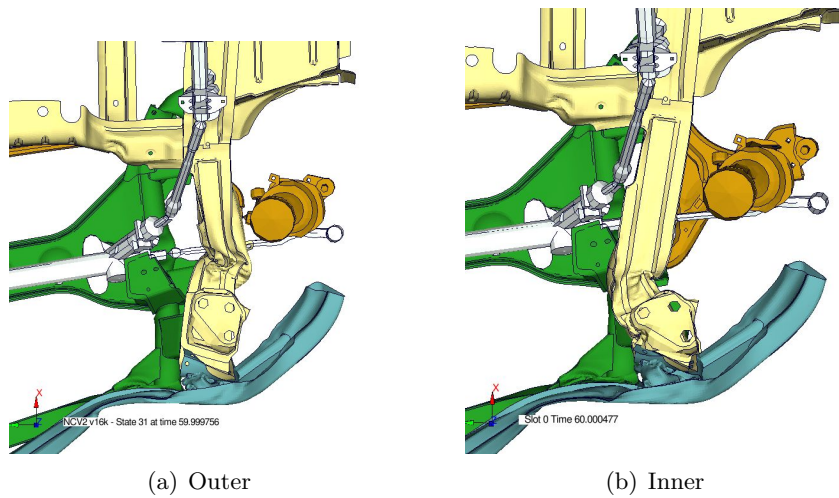 X
Z
NCV2 v16k - State 31 at time 59.999756
X
Z
Slot 0 Time 60.000477
(a) Outer
(b) Inner